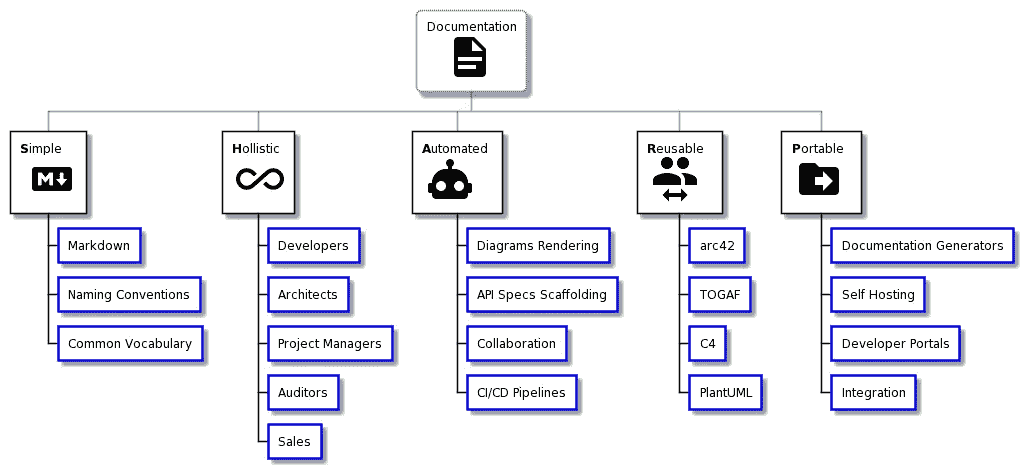 Documentation
Simple
M
Markdown
Naming Conventions
Common Vocabulary
Hollistic
Developers
Architects
Project Managers
Auditors
Sales
Automated
Diagrams Rendering
API Specs Scaffolding
Collaboration
CI/CD Pipelines
Reusable
arc42
TOGAF
C4
PlantUML
Portable
Documentation Generators
Self Hosting
Developer Portals
Integration